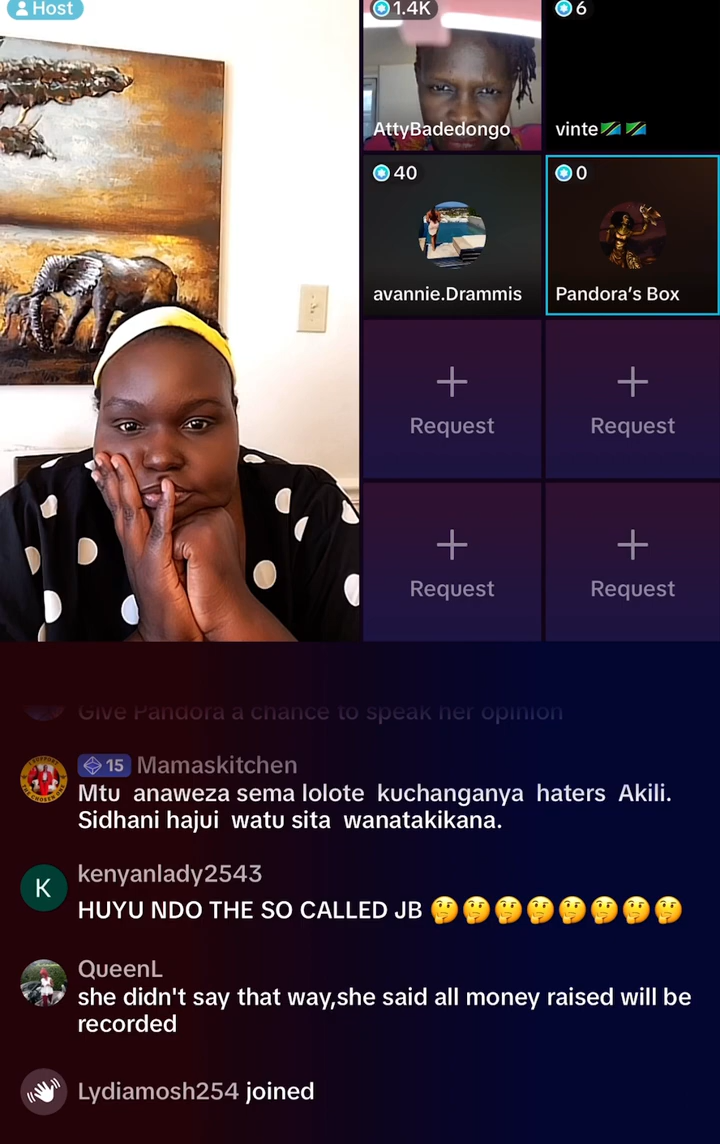 Host
1.4K
AttyBadedongo
6
vinte🇹🇿 🇹🇿
40
avannie.Drammis
0
Pandora's Box
+
Request
+
Request
+
Request
+
Request
Give Pandora a chance to speak her opinion
15 Mamaskitchen
Mtu anaweza sema lolote kuchanganya haters Akili.
Sidhani hajui watu sita wanatakikana.
K
kenyanlady2543
HUYU NDO THE SO CALLED JB 🤔🤔🤔🤔🤔🤔🤔🤔
QueenL
she didn't say that way,she said all money raised will be
recorded
Lydiamosh254 joined